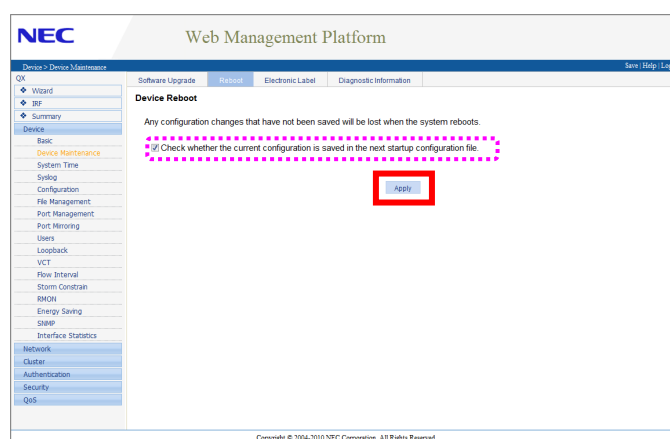 NEC
Web Management Platform
Device > Device Maintenance
Save | Help | Log
QX
Wizard
IRF
Summary
Device
Basic
Device Maintenance
System Time
Syslog
Configuration
File Management
Port Management
Port Mirroring
Users
Loopback
VCT
Flow Interval
Storm Constrain
RMON
Energy Saving
SNMP
Interface Statistics
Network
Cluster
Authentication
Security
QoS
Software Upgrade
Reboot
Electronic Label
Diagnostic Information
Device Reboot
Any configuration changes that have not been saved will be lost when the system reboots.
Check whether the current configuration is saved in the next startup configuration file.
Apply
Copyright © 2004-2010 NEC Corporation. All Rights Reserved